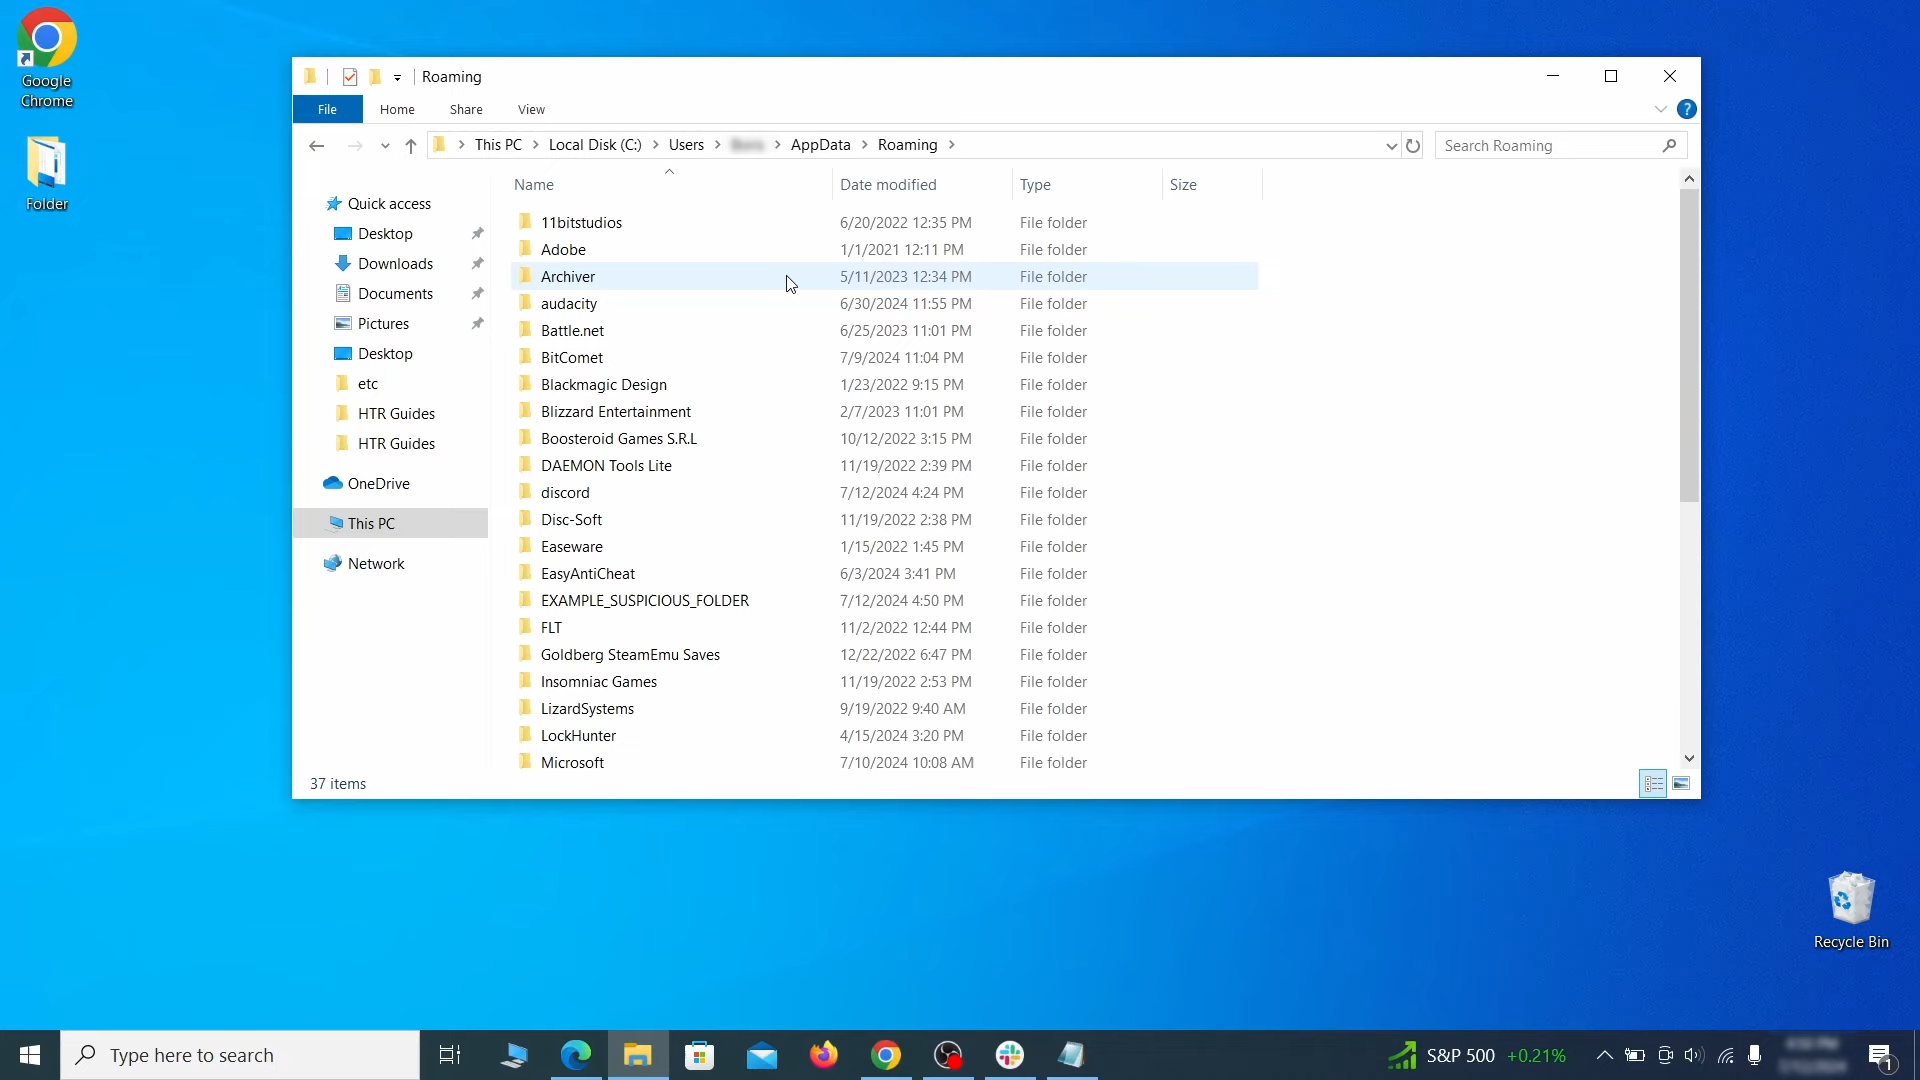 Google
Chrome
Folder
Roaming
File Home Share View
This PC Local Disk (C:) Users AppData Roaming
Search Roaming
Name Date modified Type Size
Quick access
Desktop
Downloads
Documents
Pictures
Desktop
etc
HTR Guides
HTR Guides
OneDrive
This PC
Network
11bitstudios 6/20/2022 12:35 PM File folder
Adobe 1/1/2021 12:11 PM File folder
Archiver 5/11/2023 12:34 PM File folder
audacity 6/30/2024 11:55 PM File folder
Battle.net 6/25/2023 11:01 PM File folder
BitComet 7/9/2024 11:04 PM File folder
Blackmagic Design 1/23/2022 9:15 PM File folder
Blizzard Entertainment 2/7/2023 11:01 PM File folder
Boosteroid Games S.R.L 10/12/2022 3:15 PM File folder
DAEMON Tools Lite 11/19/2022 2:39 PM File folder
discord 7/12/2024 4:24 PM File folder
Disc-Soft 11/19/2022 2:38 PM File folder
Easeware 1/15/2022 1:45 PM File folder
EasyAntiCheat 6/3/2024 3:41 PM File folder
EXAMPLE_SUSPICIOUS_FOLDER 7/12/2024 4:50 PM File folder
FLT 11/2/2022 12:44 PM File folder
Goldberg SteamEmu Saves 12/22/2022 6:47 PM File folder
Insomniac Games 11/19/2022 2:53 PM File folder
LizardSystems 9/19/2022 9:40 AM File folder
LockHunter 4/15/2024 3:20 PM File folder
Microsoft 7/10/2024 10:08 AM File folder
37 items
Recycle Bin
Type here to search
S&P 500 +0.21%
1